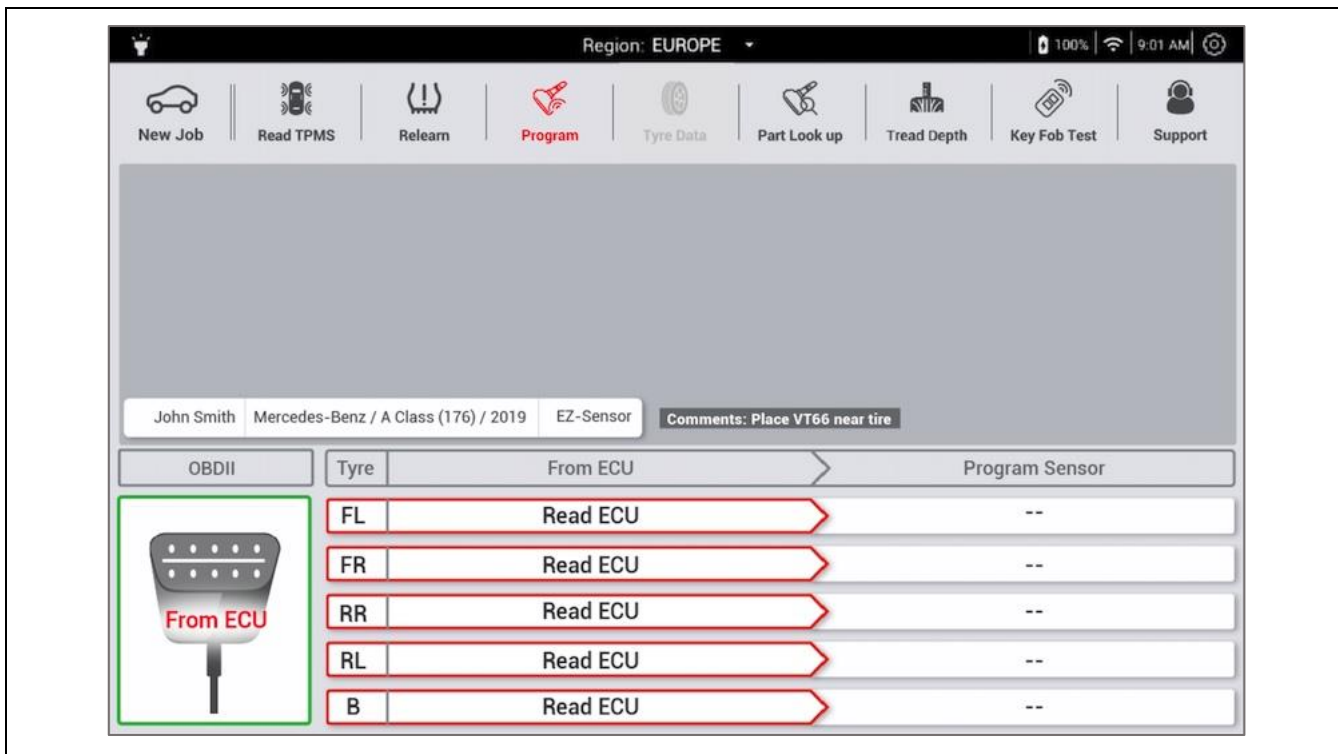 Region: EUROPE 100% 9:01 AM
New Job Read TPMS Relearn Program Tyre Data Part Look up Tread Depth Key Fob Test Support
John Smith Mercedes-Benz / A Class (176) / 2019 EZ-Sensor Comments: Place VT66 near tire
OBDII Tyre From ECU Program Sensor
FL Read ECU --
FR Read ECU --
From ECU RR Read ECU --
RL Read ECU --
B Read ECU --